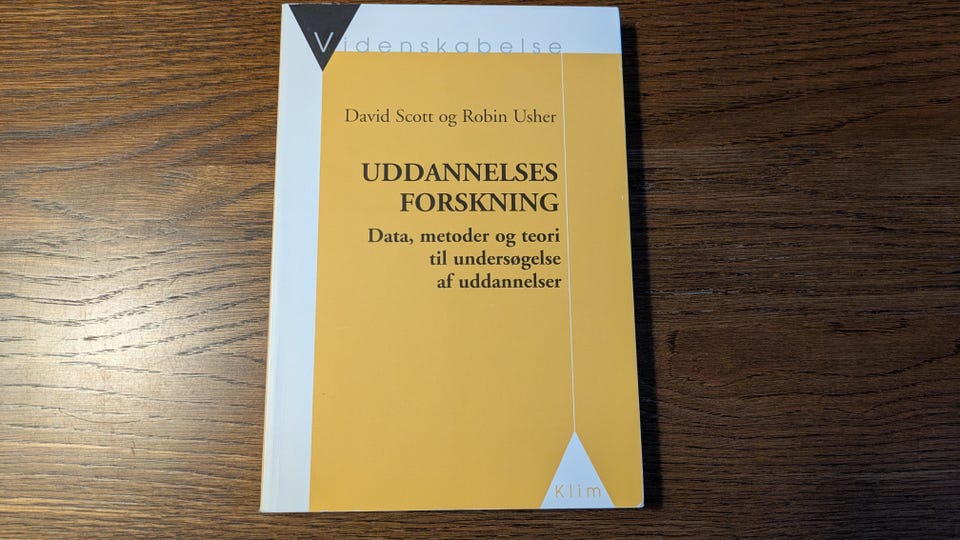 Videnskabelse
David Scott og Robin Usher
UDDANNELSES
FORSKNING
Data, metoder og teori
til undersøgelse
af uddannelser
Klim